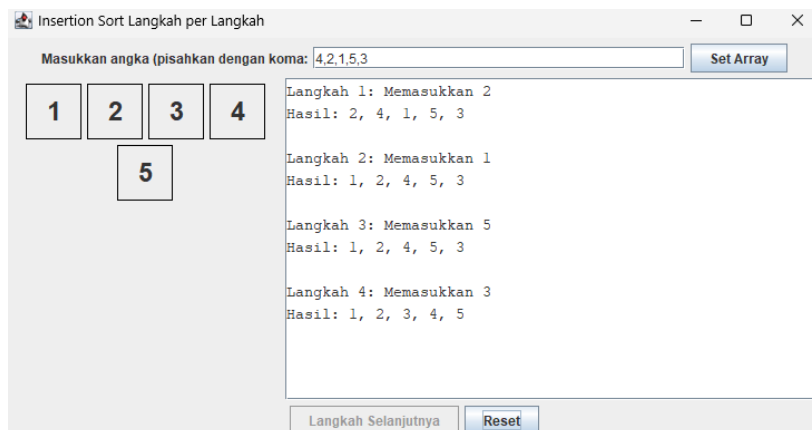 Insertion Sort Langkah per Langkah
Masukkan angka (pisahkan dengan koma: 4,2,1,5,3 Set Array
1 2 3 4
5
Langkah 1: Memasukkan 2
Hasil: 2, 4, 1, 5, 3
Langkah 2: Memasukkan 1
Hasil: 1, 2, 4, 5, 3
Langkah 3: Memasukkan 5
Hasil: 1, 2, 4, 5, 3
Langkah 4: Memasukkan 3
Hasil: 1, 2, 3, 4, 5
Langkah Selanjutnya Reset